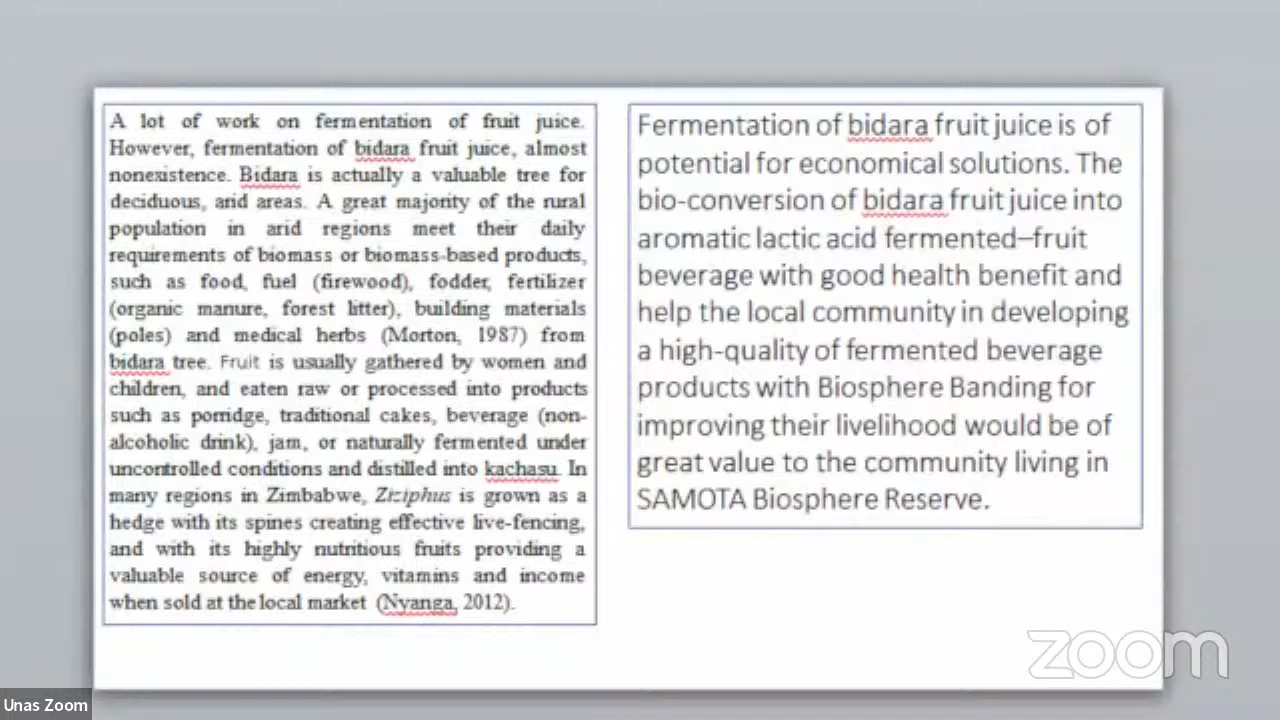 A lot of work on fermentation of fruit juice.
However, fermentation of bidara fruit juice, almost
nonexistence. Bidara is actually a valuable tree for
deciduous, arid areas. A great majority of the rural
population in arid regions meet their daily
requirements of biomass or biomass-based products,
such as food, fuel (firewood), fodder, fertilizer
(organic manure, forest litter), building materials
(poles) and medical herbs (Morton, 1987) from
bidara tree. Fruit is usually gathered by women and
children, and eaten raw or processed into products
such as porridge, traditional cakes, beverage (non-
alcoholic drink), jam, or naturally fermented under
uncontrolled conditions and distilled into kachasu. In
many regions in Zimbabwe, Ziziphus is grown as a
hedge with its spines creating effective live-fencing,
and with its highly nutritious fruits providing a
valuable source of energy, vitamins and income
when sold at the local market (Nyanga, 2012).
Fermentation of bidara fruit juice is of
potential for economical solutions. The
bio-conversion of bidara fruit juice into
aromatic lactic acid fermented–fruit
beverage with good health benefit and
help the local community in developing
a high-quality of fermented beverage
products with Biosphere Banding for
improving their livelihood would be of
great value to the community living in
SAMOTA Biosphere Reserve.
zoom
Unas Zoom